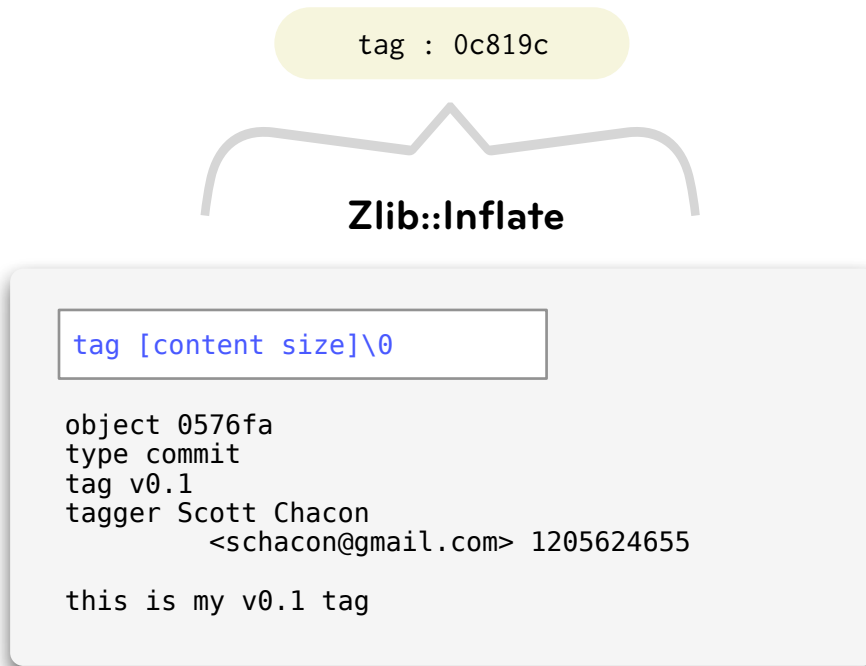 tag : 0c819c
Zlib::Inflate
tag [content size]\0
object 0576fa
type commit
tag v0.1
tagger Scott Chacon
<schacon@gmail.com> 1205624655
this is my v0.1 tag